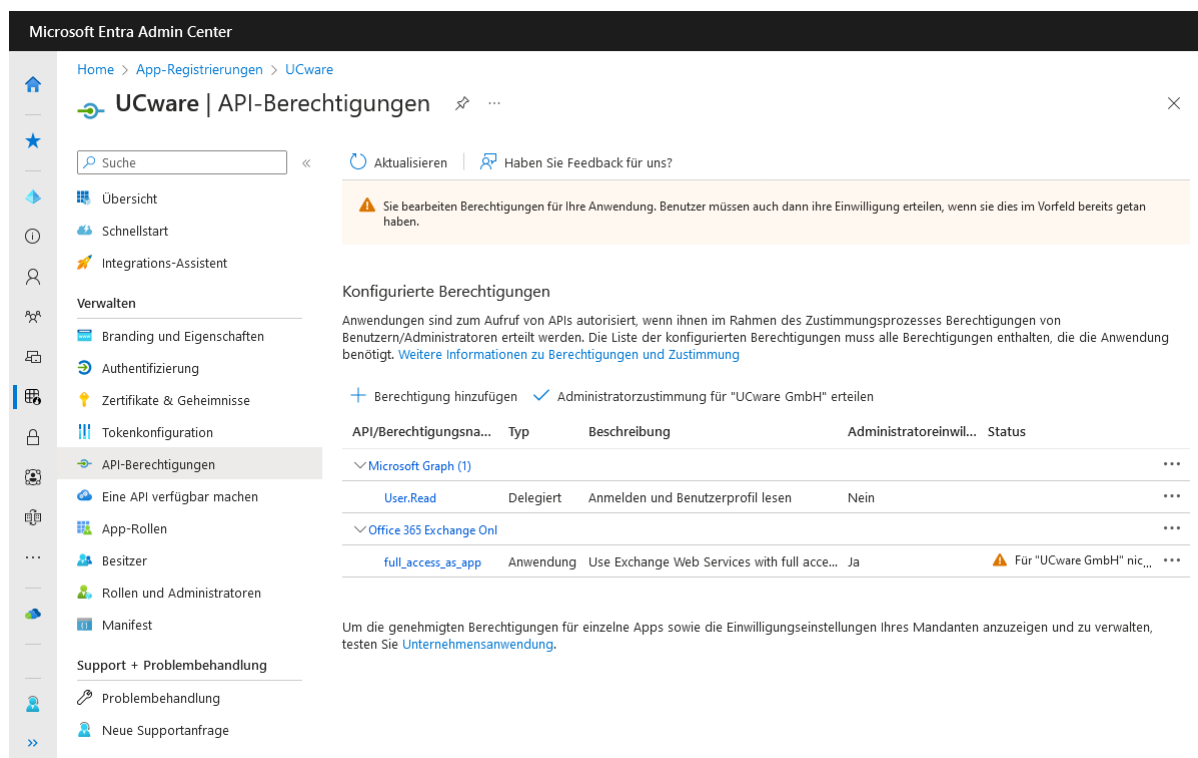 Microsoft Entra Admin Center
Home > App-Registrierungen > UCware
UCware | API-Berechtigungen
Suche
Übersicht
Schnellstart
Integrations-Assistent
Verwalten
Branding und Eigenschaften
Authentifizierung
Zertifikate & Geheimnisse
Tokenkonfiguration
API-Berechtigungen
Eine API verfügbar machen
App-Rollen
Besitzer
Rollen und Administratoren
Manifest
Support + Problembehandlung
Problembehandlung
Neue Supportanfrage
Aktualisieren
Haben Sie Feedback für uns?
Sie bearbeiten Berechtigungen für Ihre Anwendung. Benutzer müssen auch dann ihre Einwilligung erteilen, wenn sie dies im Vorfeld bereits getan
haben.
Konfigurierte Berechtigungen
Anwendungen sind zum Aufruf von APIs autorisiert, wenn ihnen im Rahmen des Zustimmungsprozesses Berechtigungen von
Benutzern/Administratoren erteilt werden. Die Liste der konfigurierten Berechtigungen muss alle Berechtigungen enthalten, die die Anwendung
benötigt. Weitere Informationen zu Berechtigungen und Zustimmung
Berechtigung hinzufügen Administratorzustimmung für "UCware GmbH" erteilen
API/Berechtigungsna... Typ Beschreibung Administratoreinwil... Status
Microsoft Graph (1)
User.Read Delegiert Anmelden und Benutzerprofil lesen Nein
Office 365 Exchange Onl
full_access_as_app Anwendung Use Exchange Web Services with full acce... Ja Für "UCware GmbH" nic...
Um die genehmigten Berechtigungen für einzelne Apps sowie die Einwilligungseinstellungen Ihres Mandanten anzuzeigen und zu verwalten,
testen Sie Unternehmensanwendung.